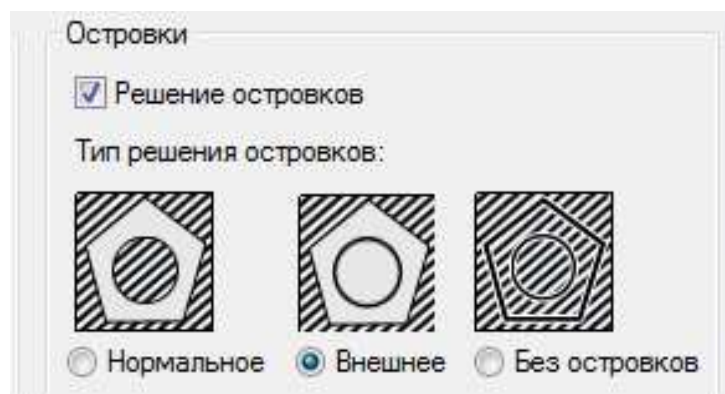 Островки
Решение островков
Тип решения островков:
Нормальное Внешнее Без островков